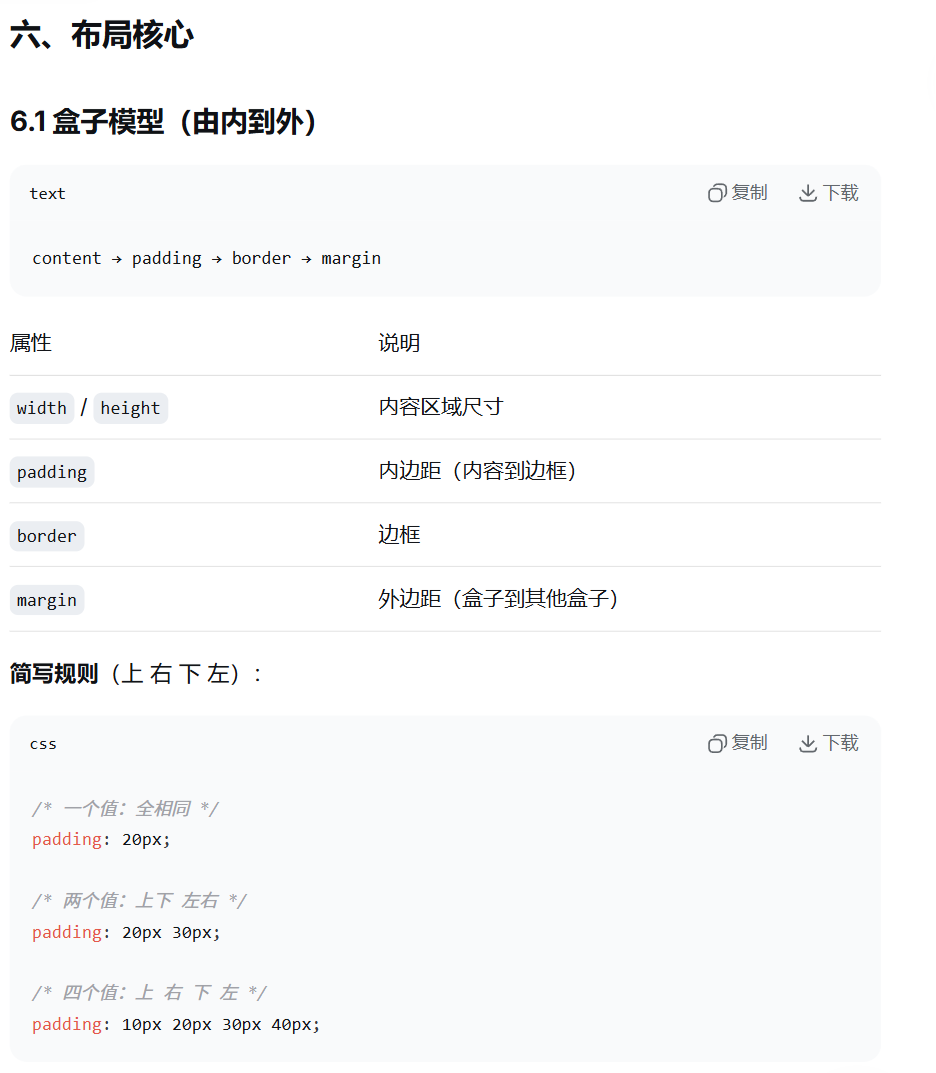 六、布局核心
6.1 盒子模型（由内到外）
text 复制 下载
content → padding → border → margin
属性 说明
width / height 内容区域尺寸
padding 内边距（内容到边框）
border 边框
margin 外边距（盒子到其他盒子）
简写规则（上 右 下 左）：
css 复制 下载
/* 一个值：全相同 */
padding: 20px;
/* 两个值：上下 左右 */
padding: 20px 30px;
/* 四个值：上 右 下 左 */
padding: 10px 20px 30px 40px;